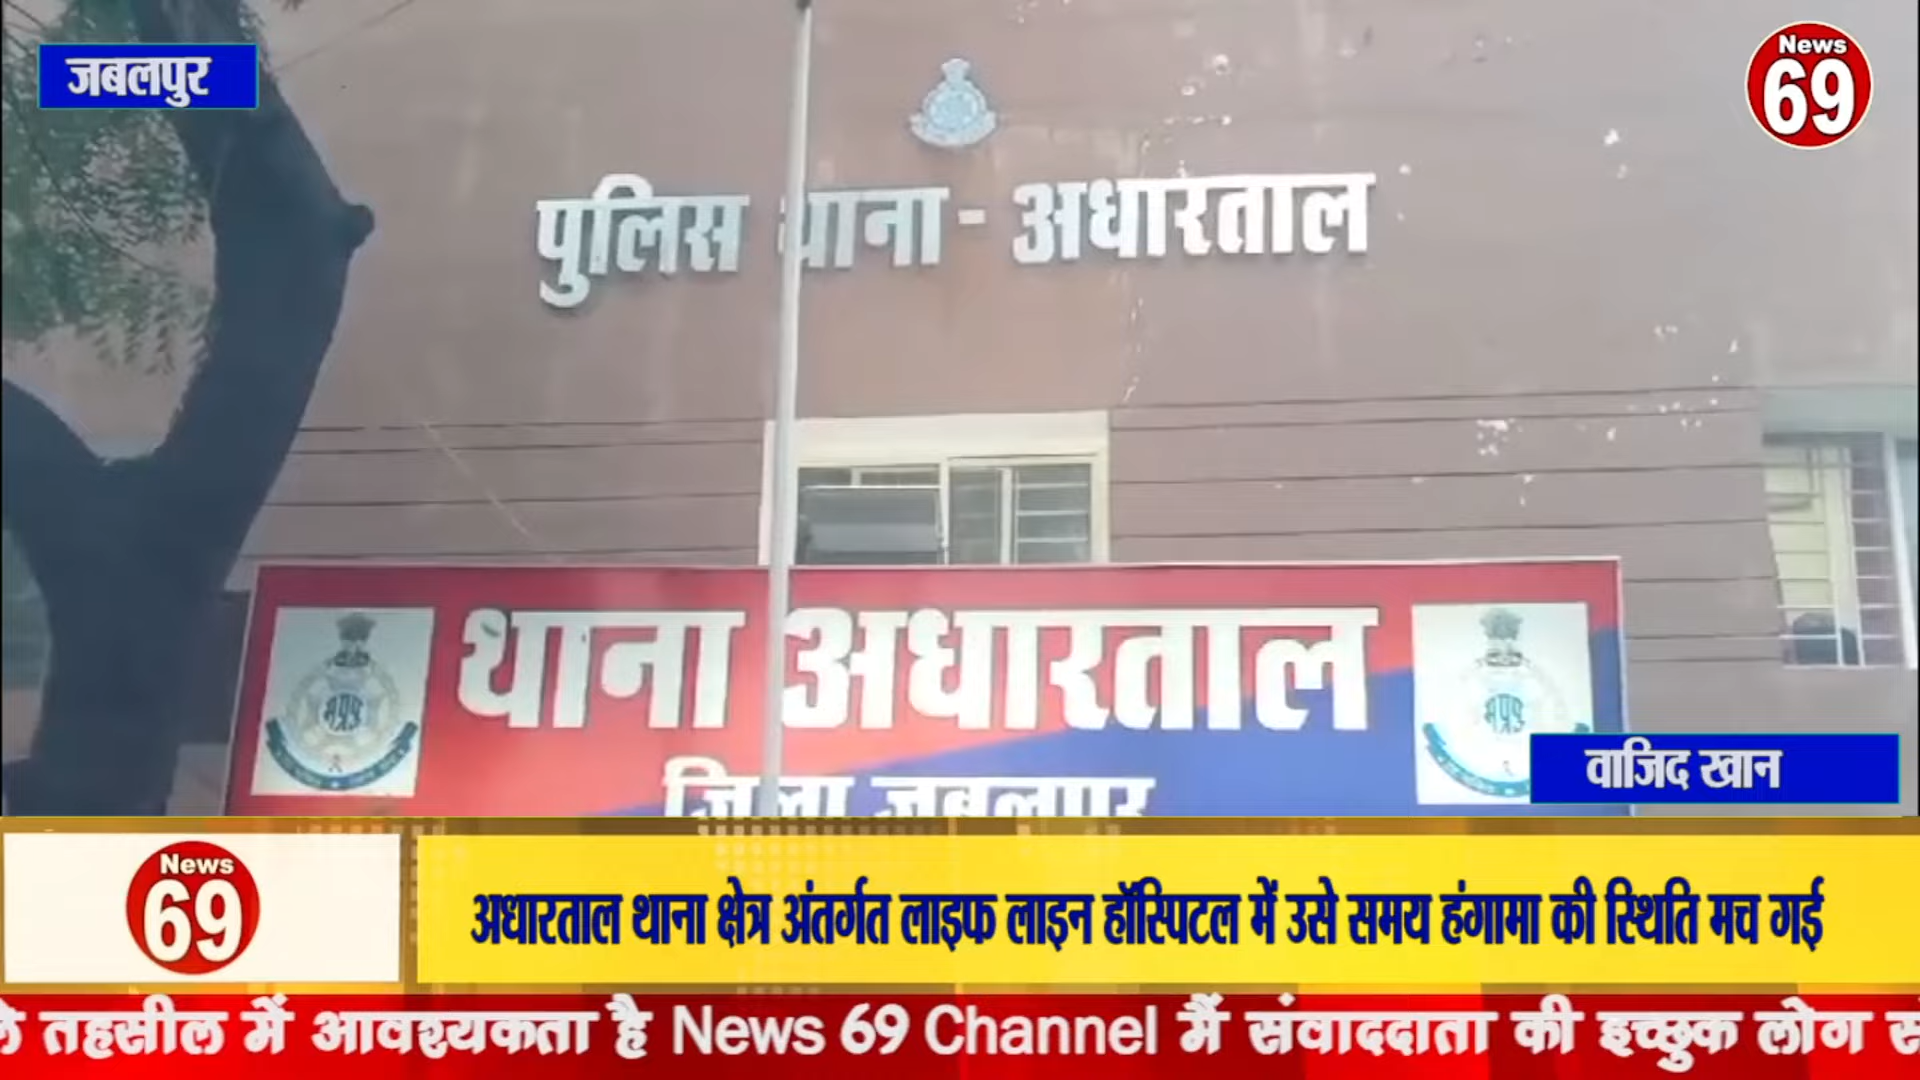 जबलपुर
News
69
पुलिस थाना - अधारताल
थाना अधारताल
जिला जबलपुर
वाजिद खान
News
69
अधारताल थाना क्षेत्र अंतर्गत लाइफ लाइन हॉस्पिटल में उसे समय हंगामा की स्थिति मच गई
तहसील में आवश्यकता है News 69 Channel मैं संवाददाता की इच्छुक लोग